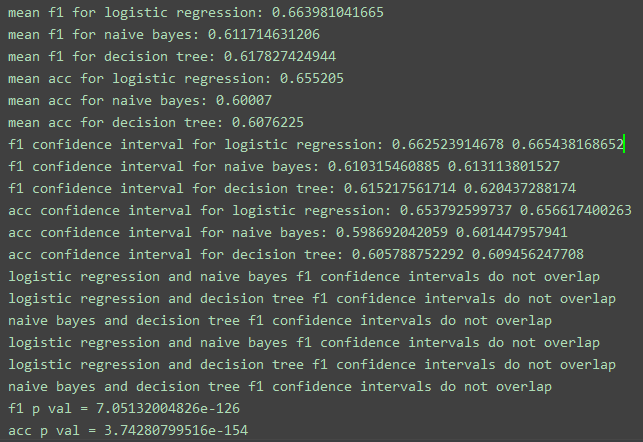 mean f1 for logistic regression: 0.663981041665
mean f1 for naive bayes: 0.611714631206
mean f1 for decision tree: 0.617827424944
mean acc for logistic regression: 0.655205
mean acc for naive bayes: 0.60007
mean acc for decision tree: 0.6076225
f1 confidence interval for logistic regression: 0.662523914678 0.665438168652
f1 confidence interval for naive bayes: 0.610315460885 0.613113801527
f1 confidence interval for decision tree: 0.615217561714 0.620437288174
acc confidence interval for logistic regression: 0.653792599737 0.656617400263
acc confidence interval for naive bayes: 0.598692042059 0.601447957941
acc confidence interval for decision tree: 0.605788752292 0.609456247708
logistic regression and naive bayes f1 confidence intervals do not overlap
logistic regression and decision tree f1 confidence intervals do not overlap
naive bayes and decision tree f1 confidence intervals do not overlap
logistic regression and naive bayes f1 confidence intervals do not overlap
logistic regression and decision tree f1 confidence intervals do not overlap
naive bayes and decision tree f1 confidence intervals do not overlap
f1 p val = 7.05132004826e-126
acc p val = 3.74280799516e-154